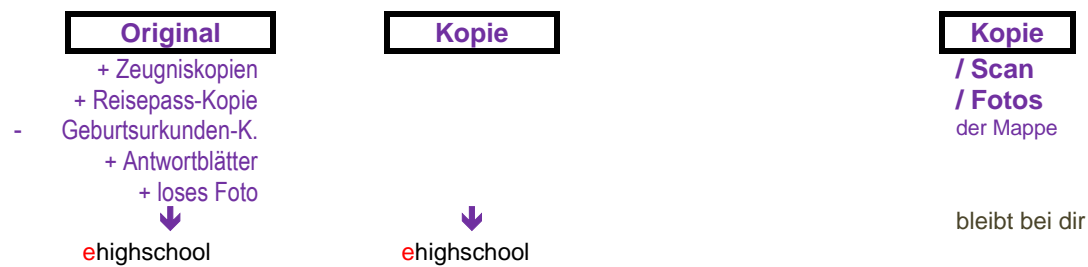 Original
+ Zeugniskopien
+ Reisepass-Kopie
- Geburtsurkunden-K.
+ Antwortblätter
+ loses Foto
ehighschool
Kopie
ehighschool
Kopie
/ Scan
/ Fotos
der Mappe
bleibt bei dir